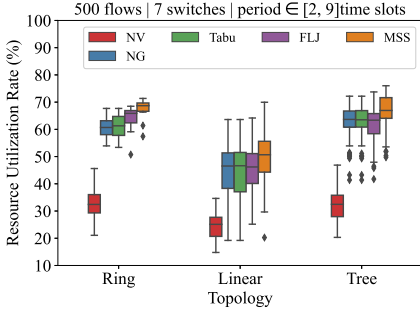 500 flows | 7 switches | period ∈ [2, 9]time slots
NV Tabu FLJ MSS
NG
Resource Utilization Rate (%)
100
90
80
70
60
50
40
30
20
10
Ring Linear Tree
Topology